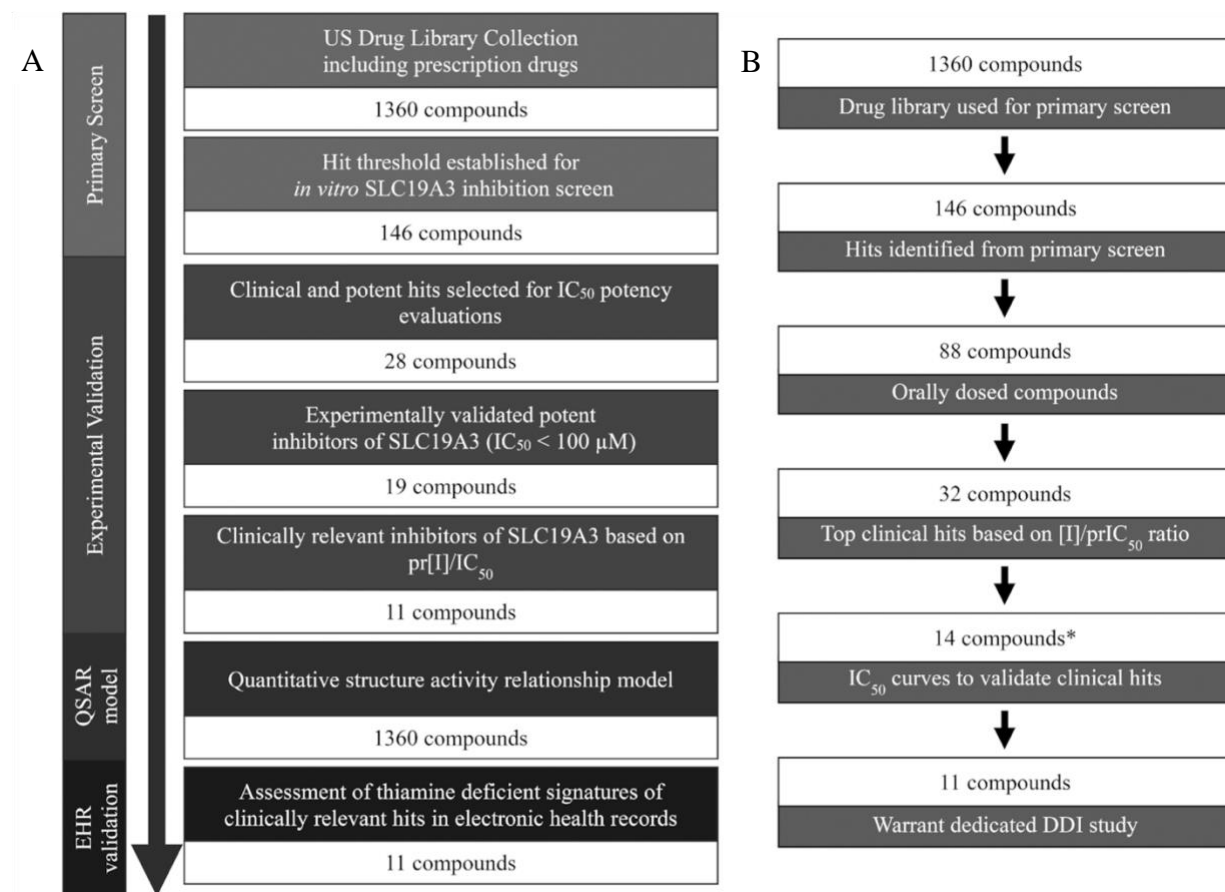 A
Primary Screen
US Drug Library Collection
including prescription drugs
1360 compounds
Hit threshold established for
in vitro SLC19A3 inhibition screen
146 compounds
Experimental Validation
Clinical and potent hits selected for IC₅₀ potency
evaluations
28 compounds
Experimentally validated potent
inhibitors of SLC19A3 (IC₅₀ < 100 µM)
19 compounds
Clinically relevant inhibitors of SLC19A3 based on
pr[I]/IC₅₀
11 compounds
QSAR
model
Quantitative structure activity relationship model
1360 compounds
EHR
validation
Assessment of thiamine deficient signatures of
clinically relevant hits in electronic health records
11 compounds
B
1360 compounds
Drug library used for primary screen
146 compounds
Hits identified from primary screen
88 compounds
Orally dosed compounds
32 compounds
Top clinical hits based on [I]/prIC₅₀ ratio
14 compounds*
IC₅₀ curves to validate clinical hits
11 compounds
Warrant dedicated DDI study